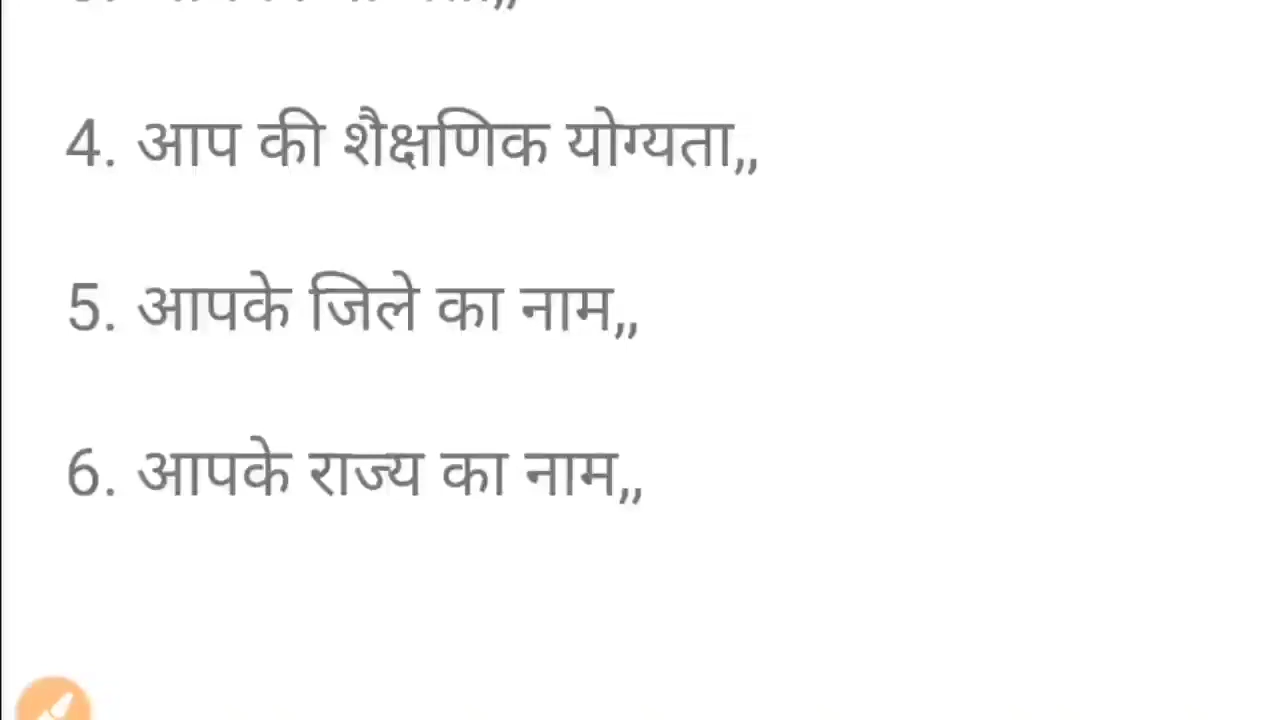 4. आप की शैक्षणिक योग्यता,,
5. आपके जिले का नाम,,
6. आपके राज्य का नाम,,